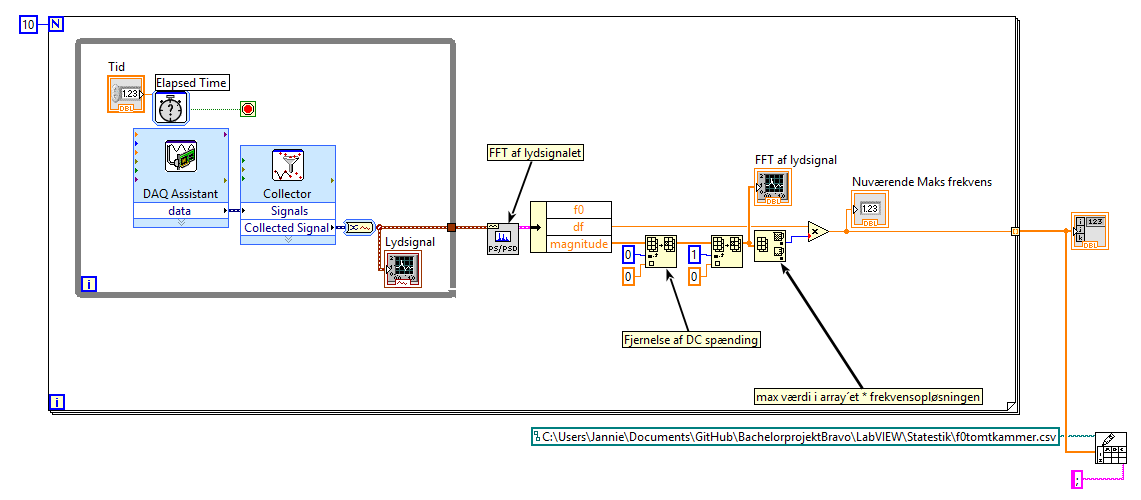 10
N
Tid
1.23
DBL
Elapsed Time
?
DAQ Assistant
data
Collector
Signals
Collected Signal
Lydsignal
i
FFT af lydsignalet
PS/PSD
f0
df
magnitude
0
0
1
0
Fjernelse af DC spænding
FFT af lydsignal
DBL
Nuværende Maks frekvens
1.23
DBL
max værdi i array´et * frekvensopløsningen
123
DBL
i
C:\Users\Jannie\Documents\GitHub\BachelorprojektBravo\LabVIEW\Statestik\f0tomtkammer.csv
;